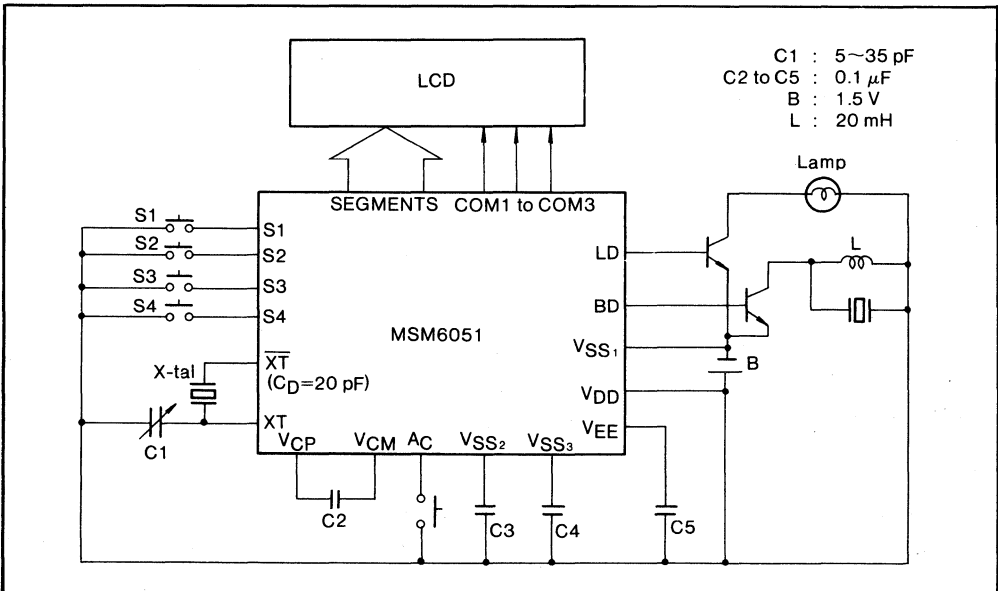 C1 : 5~35 pF
C2 to C5 : 0.1 μF
B : 1.5 V
L : 20 mH
LCD
Lamp
SEGMENTS COM1 to COM3
S1
S2
S3
S4
S1
S2
S3
S4
LD
BD
L
MSM6051
VSS1
B
VDD
VEE
X-tal
X̅T̅
(CD=20 pF)
XT
C1
VCP
VCM
AC
VSS2
VSS3
C2
C3
C4
C5